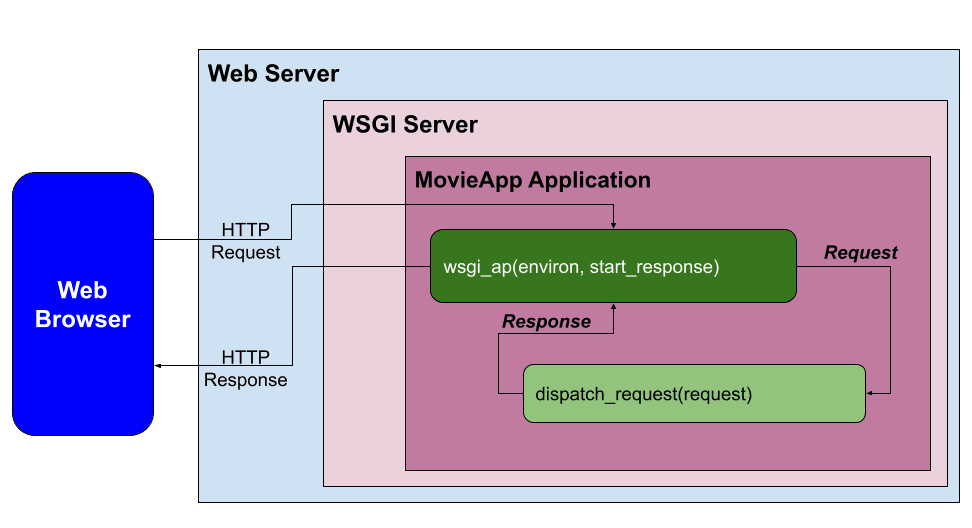 Web Server
WSGI Server
MovieApp Application
HTTP
Request
wsgi_ap(environ, start_response)
Request
Web
Browser
Response
HTTP
Response
dispatch_request(request)